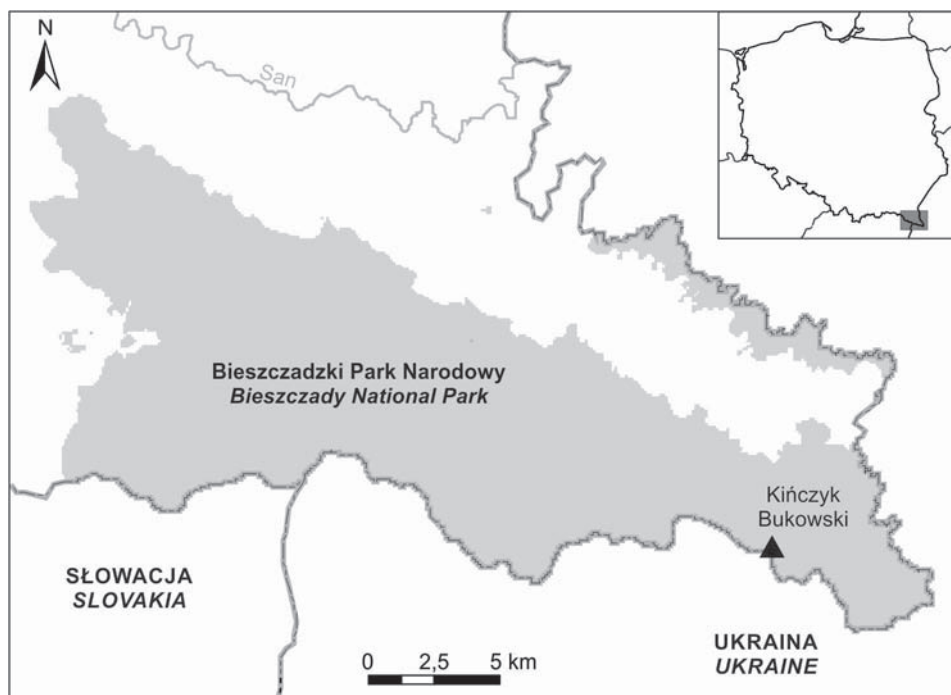 N
San
Bieszczadzki Park Narodowy
Bieszczady National Park
Kińczyk
Bukowski
SŁOWACJA
SLOVAKIA
UKRAINA
UKRAINE
0 2,5 5 km